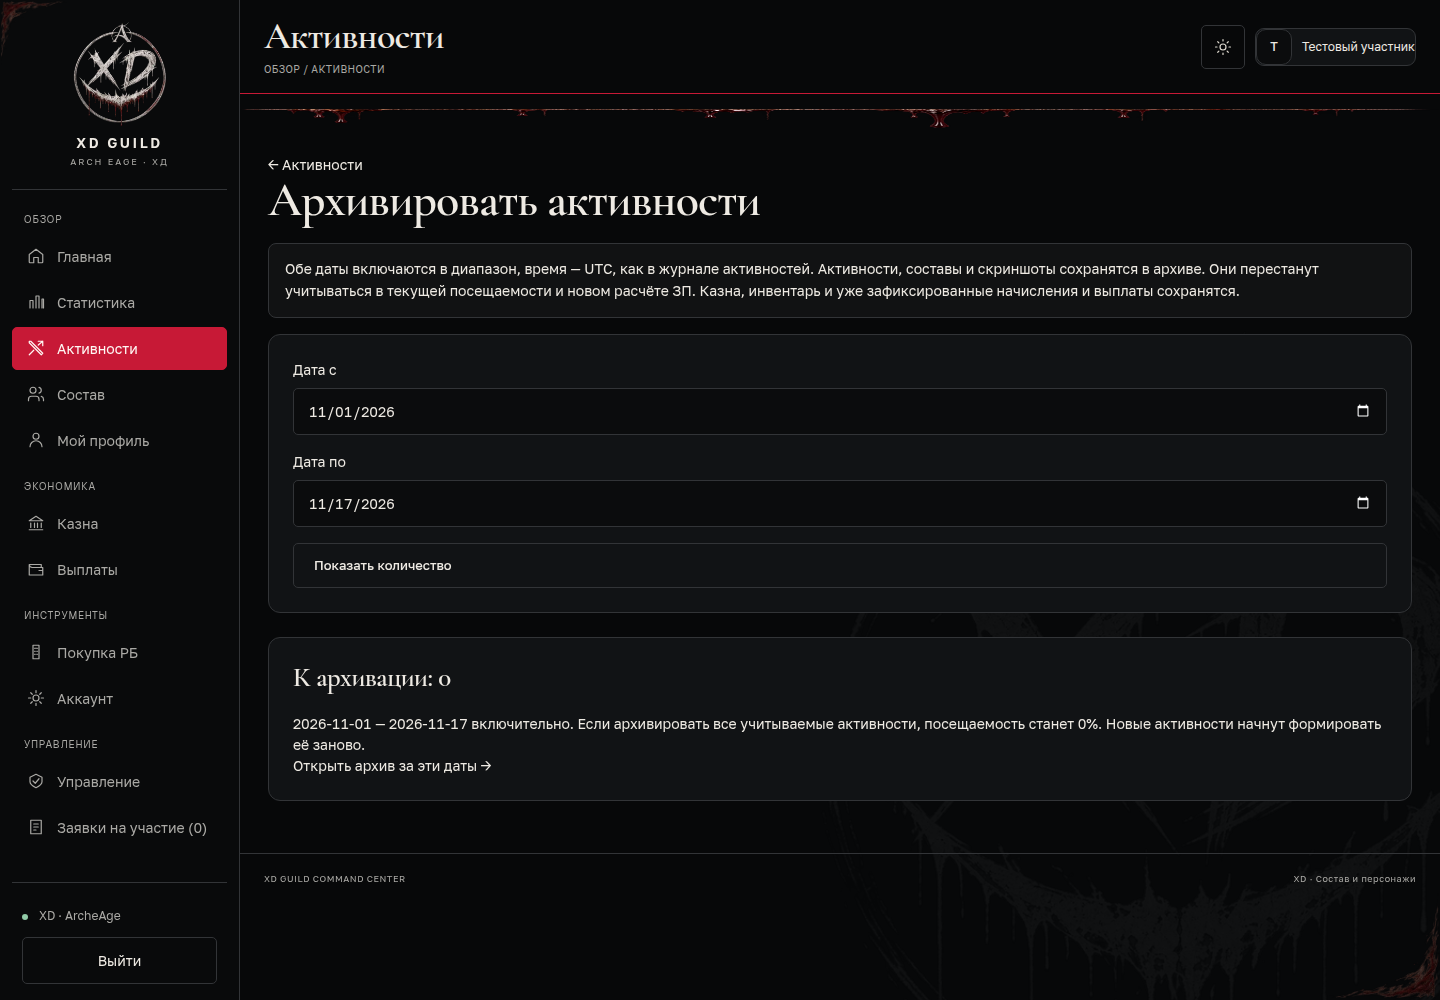 XD
XD GUILD
ARCH EAGE · ХД
ОБЗОР
Главная
Статистика
Активности
Состав
Мой профиль
ЭКОНОМИКА
Казна
Выплаты
ИНСТРУМЕНТЫ
Покупка РБ
Аккаунт
УПРАВЛЕНИЕ
Управление
Заявки на участие (0)
XD · ArcheAge
Выйти
Активности
ОБЗОР / АКТИВНОСТИ
Т
Тестовый участник
← Активности
Архивировать активности
Обе даты включаются в диапазон, время — UTC, как в журнале активностей. Активности, составы и скриншоты сохранятся в архиве. Они перестанут
учитываться в текущей посещаемости и новом расчёте ЗП. Казна, инвентарь и уже зафиксированные начисления и выплаты сохранятся.
Дата с
11/01/2026
Дата по
11/17/2026
Показать количество
К архивации: 0
2026-11-01 — 2026-11-17 включительно. Если архивировать все учитываемые активности, посещаемость станет 0%. Новые активности начнут формировать
её заново.
Открыть архив за эти даты →
XD GUILD COMMAND CENTER
XD · Состав и персонажи